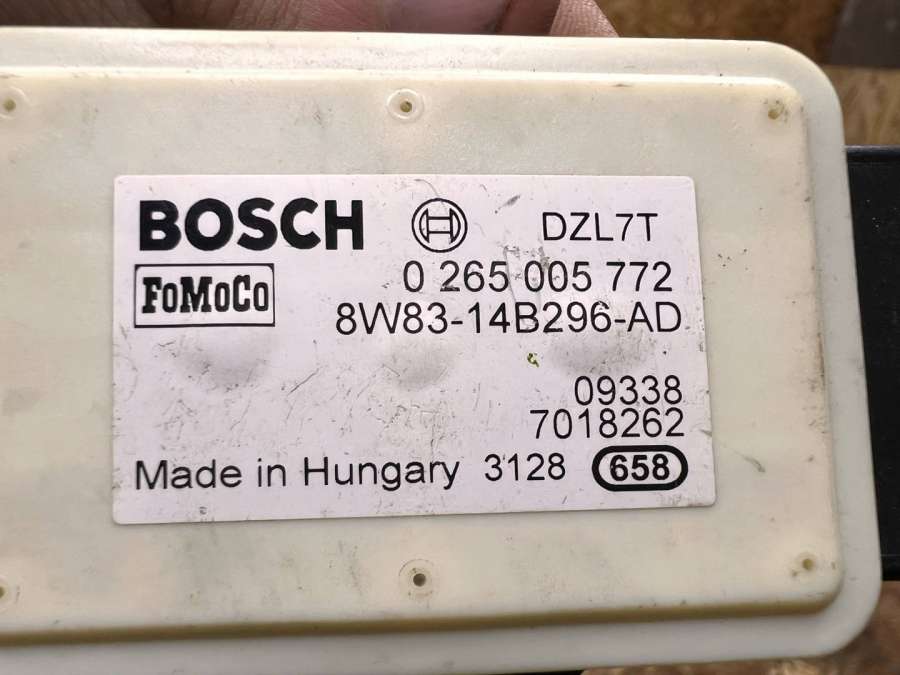 BOSCH DZL7T
FoMoCo 0 265 005 772
8W83-14B296-AD
09338
7018262
Made in Hungary 3128 658